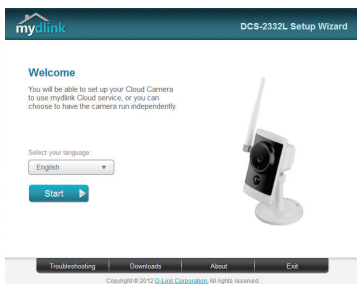 mydlink
DCS-2332L Setup Wizard
Welcome
You will be able to set up your Cloud Camera
to use mydlink Cloud service, or you can
choose to have the camera run independently.
Select your language:
English
Start
Troubleshooting Downloads About Exit
Copyright © 2012 D-Link Corporation. All rights reserved.